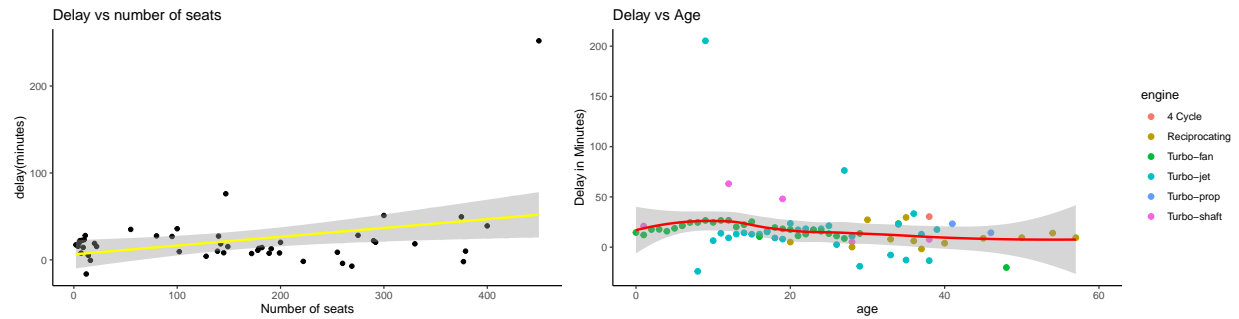 Delay vs number of seats
delay(minutes)
200
100
0
0
100
200
300
400
Number of seats
Delay vs Age
Delay in Minutes)
200
150
100
50
0
0
20
40
60
age
engine
4 Cycle
Reciprocating
Turbo−fan
Turbo−jet
Turbo−prop
Turbo−shaft